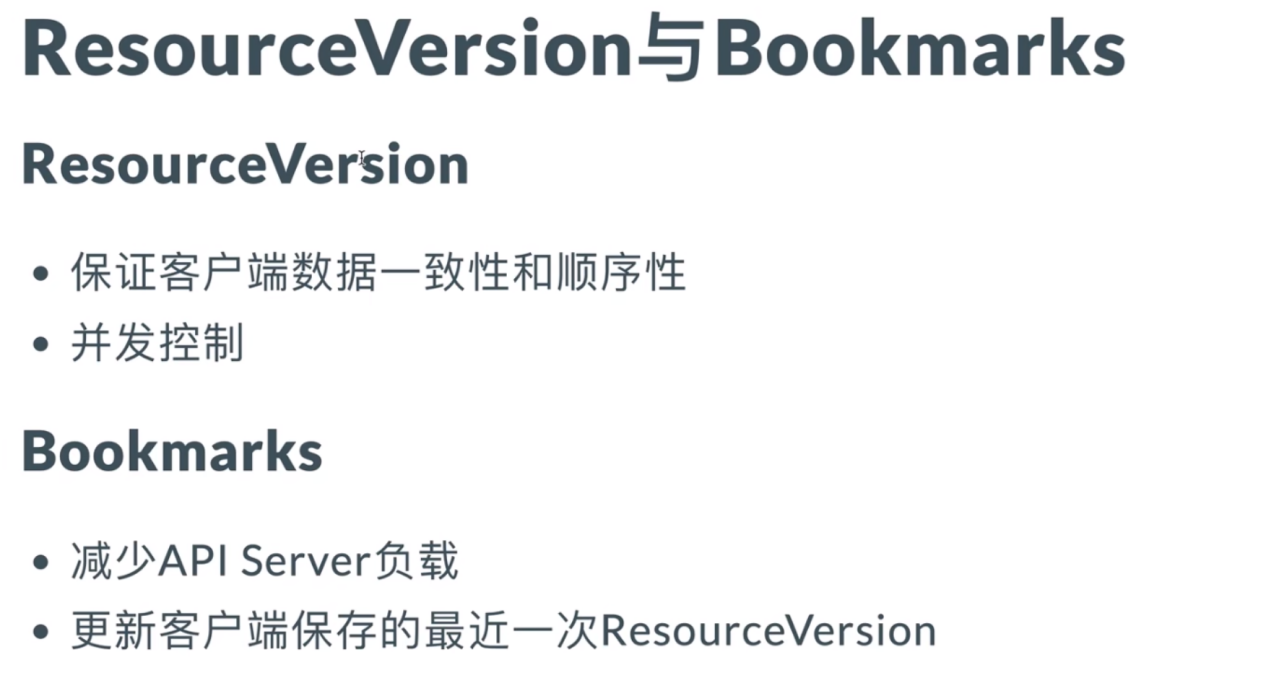 ResourceVersion与Bookmarks
ResourceVersion
• 保证客户端数据一致性和顺序性
• 并发控制
Bookmarks
• 减少API Server负载
• 更新客户端保存的最近一次ResourceVersion